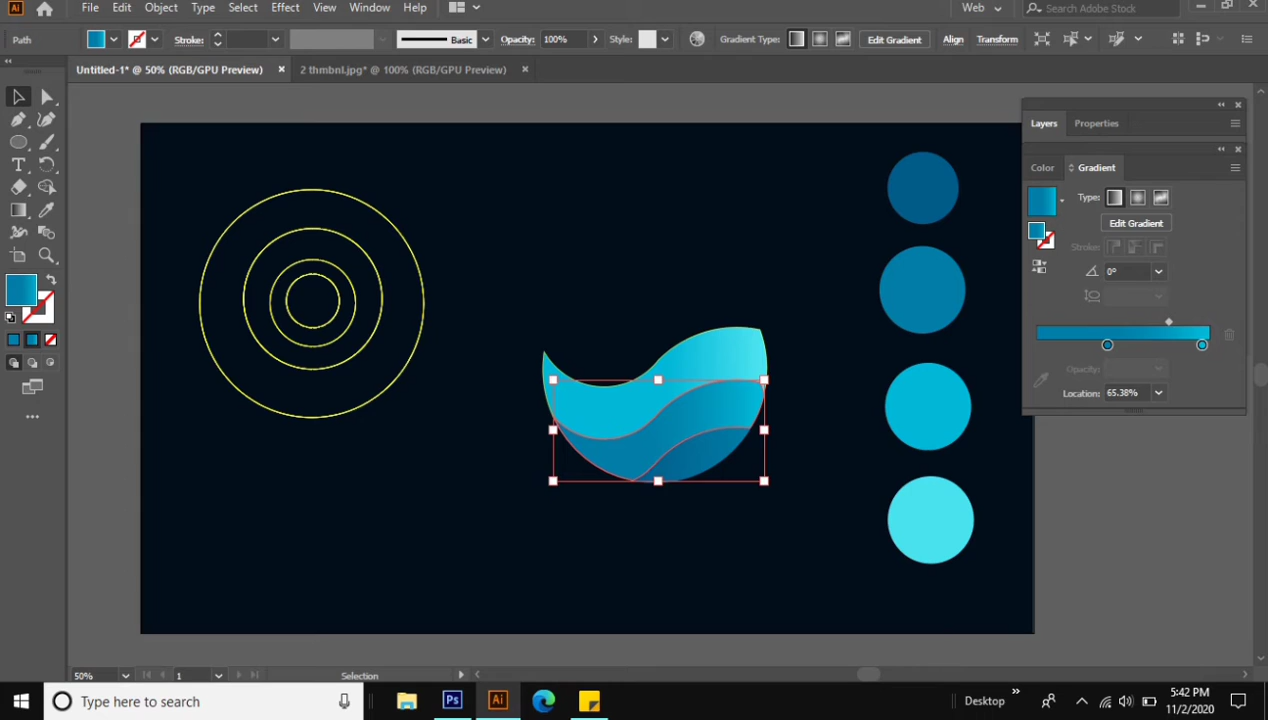 Ai File Edit Object Type Select Effect View Window Help Web Search Adobe Stock
Path Stroke: Basic Opacity: 100% Style: Gradient Type: Edit Gradient Align Transform
Untitled-1* @ 50% (RGB/GPU Preview) × 2 thmbnl.jpg* @ 100% (RGB/GPU Preview) ×
Layers Properties
Color Gradient
Type:
Edit Gradient
Stroke:
0°
Opacity:
Location: 65.38%
T
50% 1 Selection
Type here to search Ps Ai Desktop 5:42 PM
11/2/2020